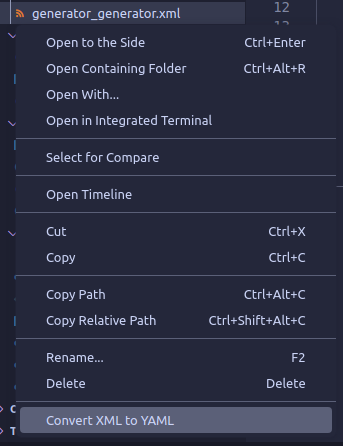 generator_generator.xml
12
Open to the Side Ctrl+Enter
Open Containing Folder Ctrl+Alt+R
Open With...
Open in Integrated Terminal
Select for Compare
Open Timeline
Cut Ctrl+X
Copy Ctrl+C
Copy Path Ctrl+Alt+C
Copy Relative Path Ctrl+Shift+Alt+C
Rename... F2
Delete Delete
Convert XML to YAML